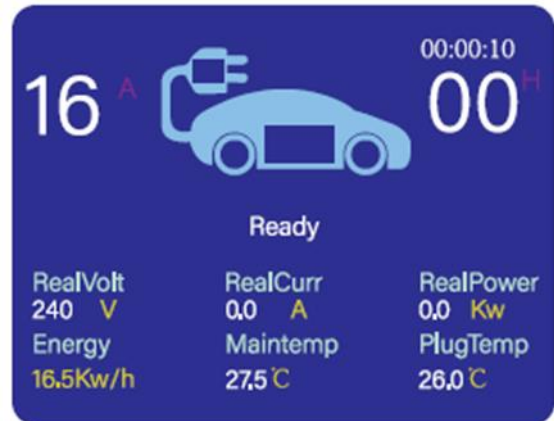 00:00:10
16 A
00 H
Ready
RealVolt RealCurr RealPower
240 V 0.0 A 0.0 Kw
Energy Maintemp PlugTemp
16.5Kw/h 27.5℃ 26.0℃